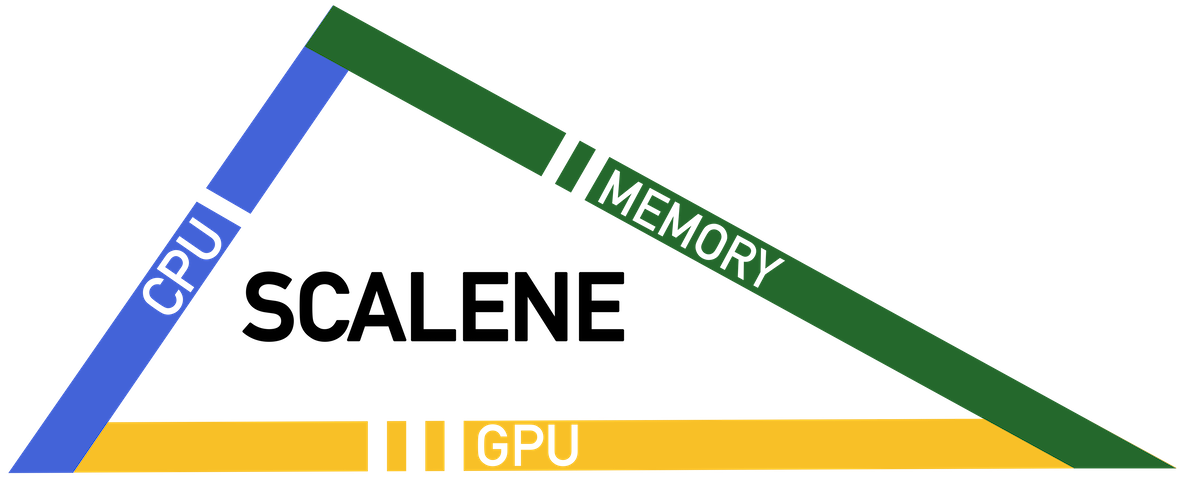 MEMORY
CPU
SCALENE
GPU